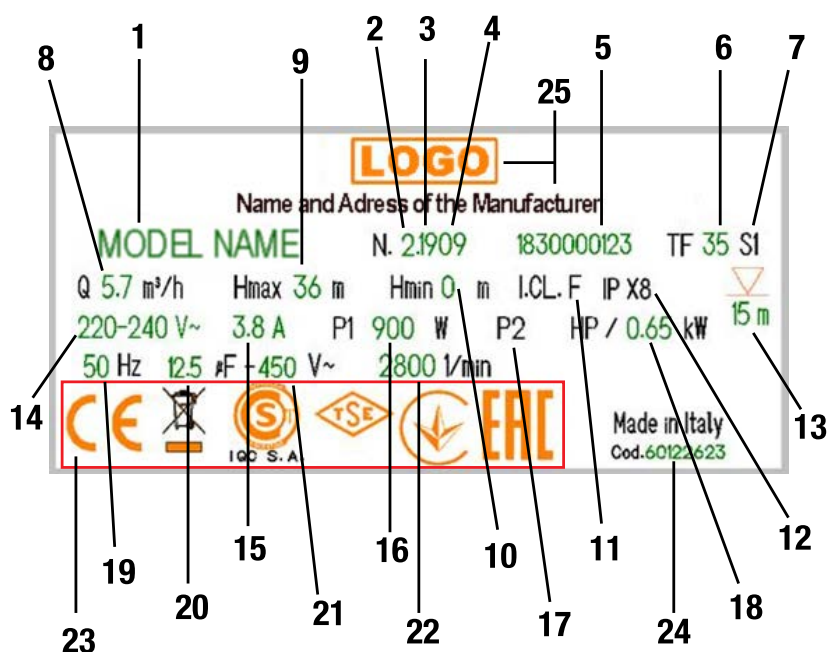 1 2 3 4 5 6 7
8 9 25
LOGO
Name and Adress of the Manufacturer
MODEL NAME N. 2.1909 1830000123 TF 35 S1
Q 5.7 m³/h Hmax 36 m Hmin 0 m I.CL. F IP X8
15 m
220-240 V~ 3.8 A P1 900 W P2 HP / 0.65 kW
50 Hz 12.5 µF - 450 V~ 2800 1/min
CE CST TSE EAC
IQC S.A.
Made in Italy
Cod.60122623
14 13
19 20 15 21 16 22 10 17 11 18 12
23 24